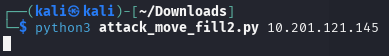 ┌──(kali㉿kali)-[~/Downloads]
└─$ python3 attack_move_fill2.py 10.201.121.145